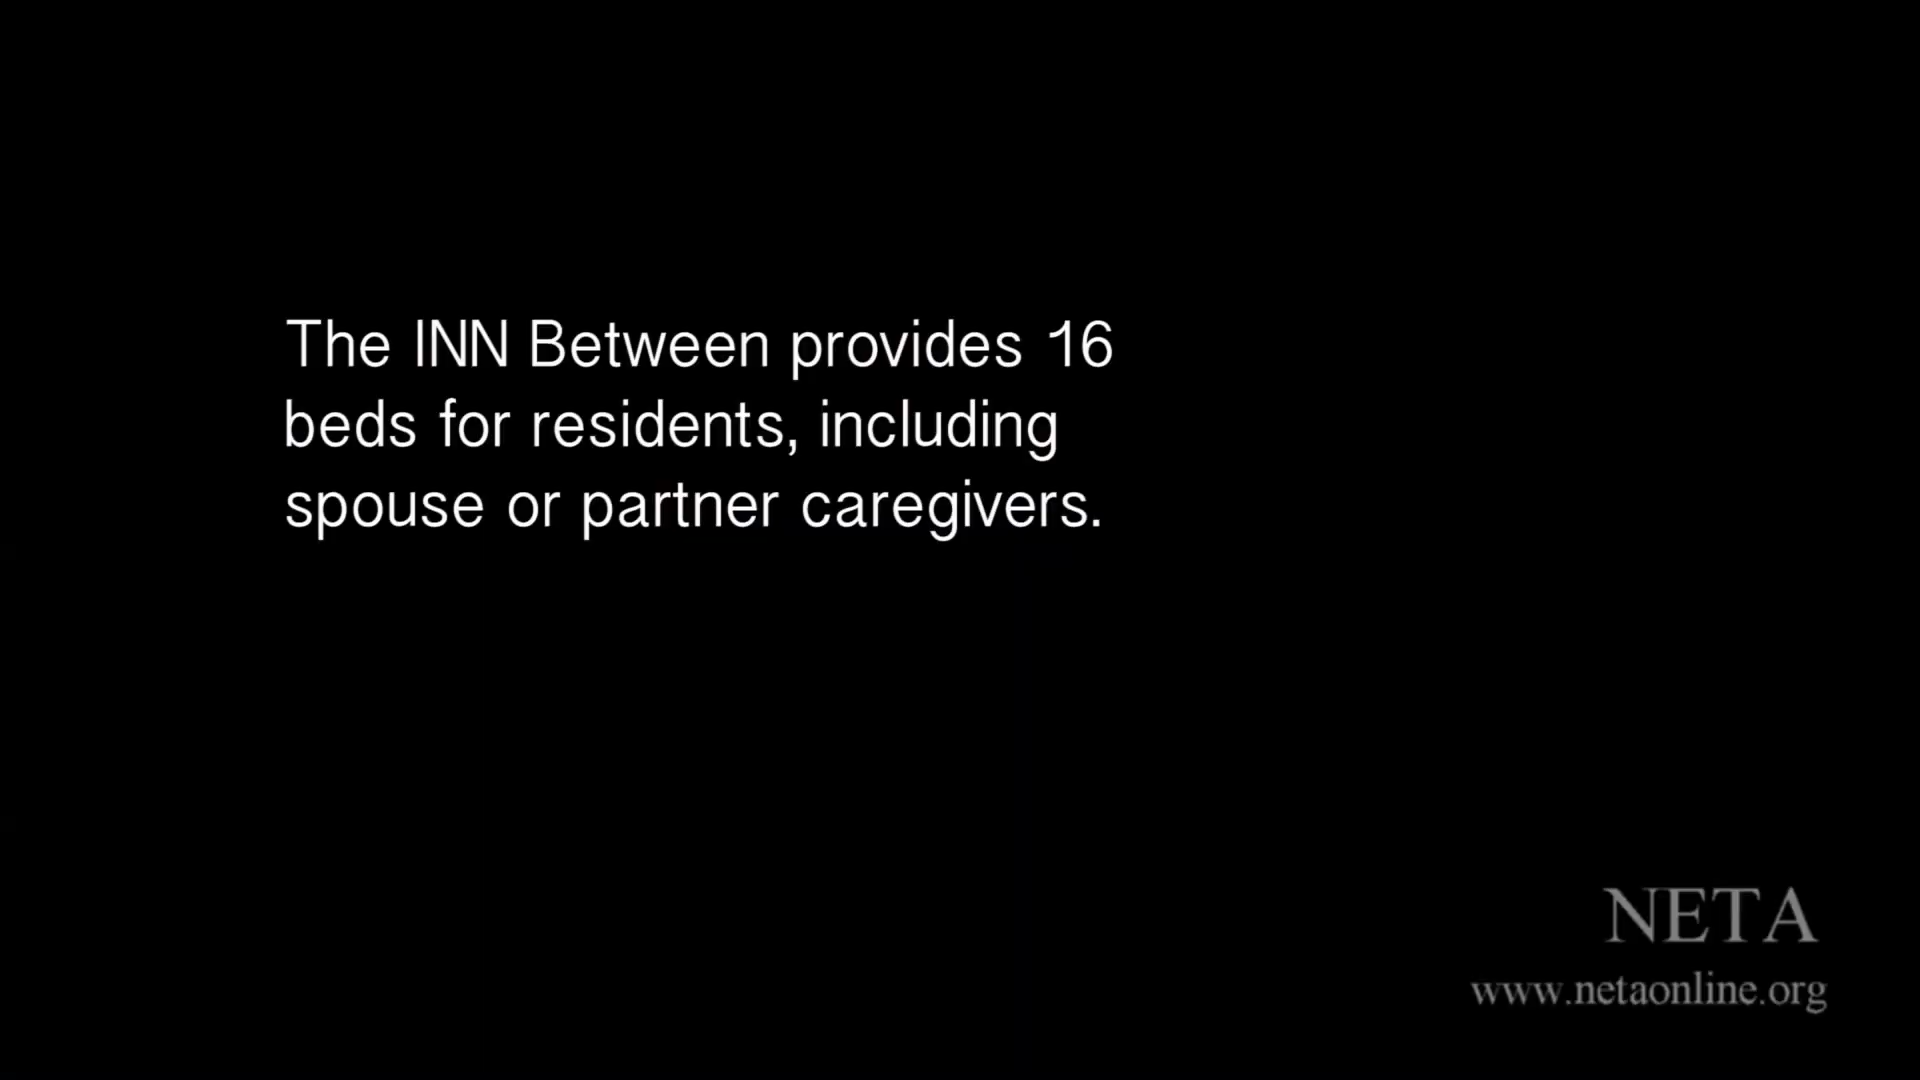 The INN Between provides 16
beds for residents, including
spouse or partner caregivers.
NETA
www.netaonline.org